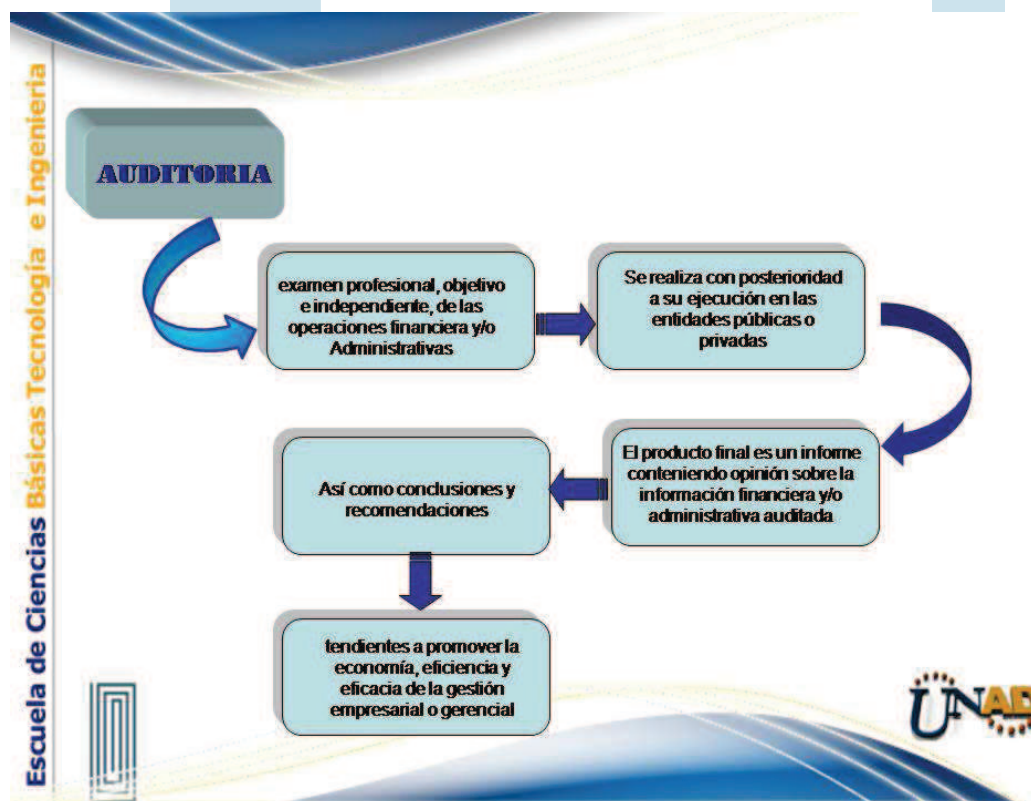 Escuela de Ciencias Básicas Tecnología e Ingenieria
AUDITORIA
examen profesional, objetivo
e independiente, de las
operaciones financiera y/o
Administrativas
Se realiza con posterioridad
a su ejecución en las
entidades públicas o
privadas
El producto final es un informe
conteniendo opinión sobre la
información financiera y/o
administrativa auditada
Así como conclusiones y
recomendaciones
tendientes a promover la
economía, eficiencia y
eficacia de la gestión
empresarial o gerencial
UNAD